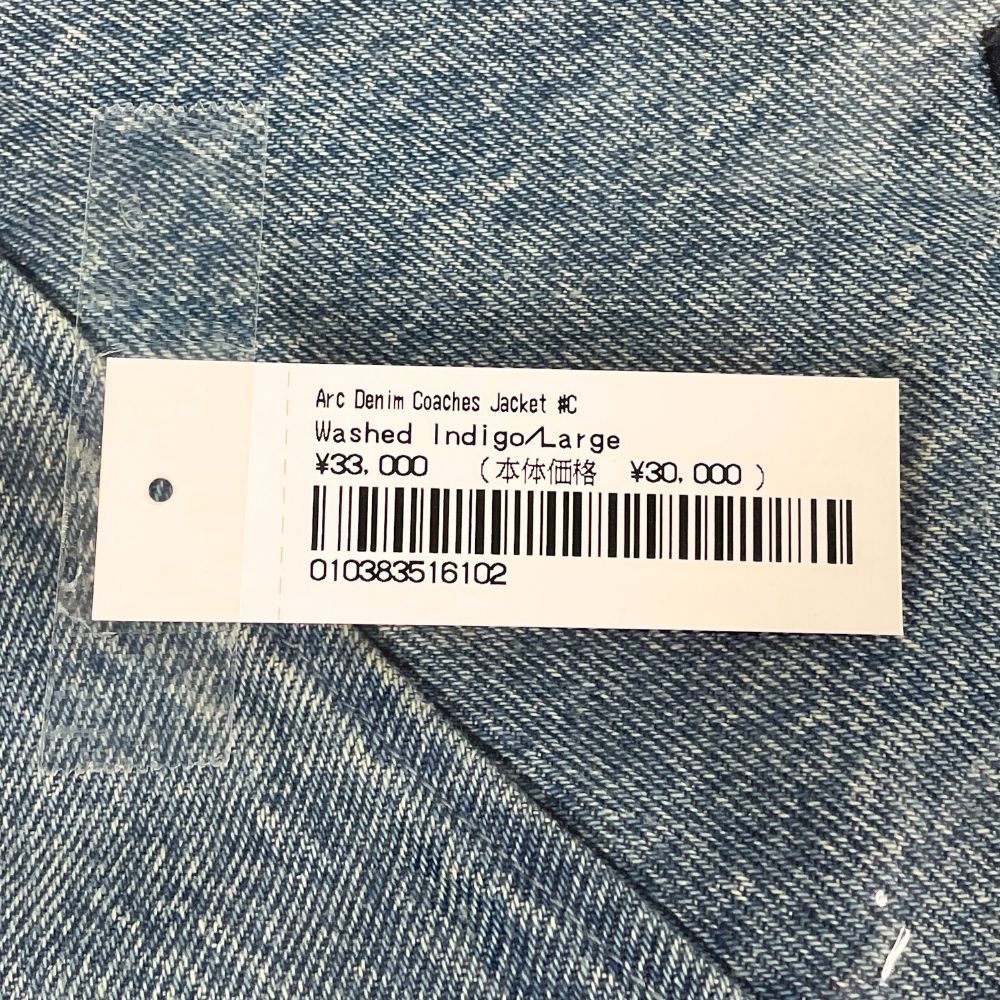 Arc Denim Coaches Jacket #C
Washed Indigo/Large
¥33,000 (本体価格 ¥30,000 )
010383516102